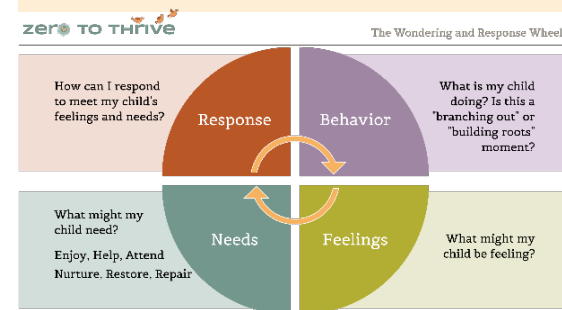 zero TO THRIVE
The Wondering and Response Wheel
How can I respond
to meet my child's
feelings and needs?
Response
Behavior
What is my child
doing? Is this a
"branching out" or
"building roots"
moment?
What might my
child need?
Enjoy, Help, Attend
Nurture, Restore, Repair
Needs
Feelings
What might my
child be feeling?